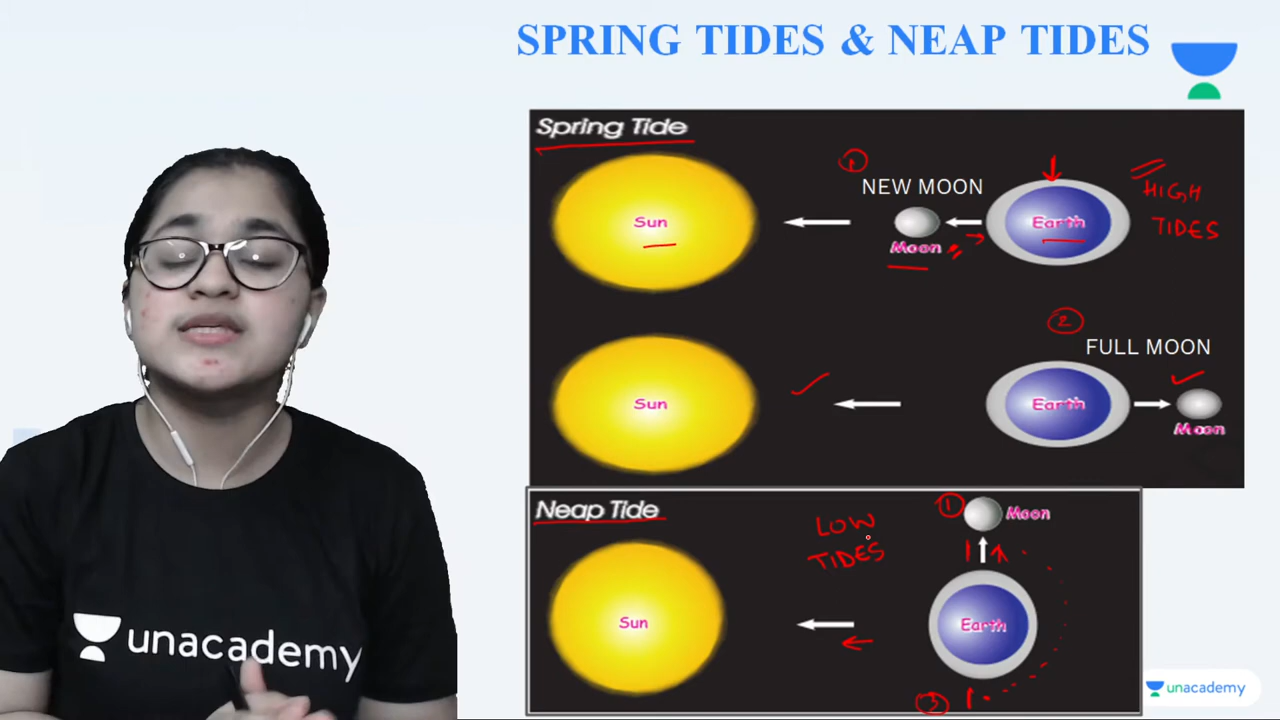 SPRING TIDES & NEAP TIDES
Spring Tide
Sun
1
NEW MOON
Moon
Earth
HIGH
TIDES
Sun
2
FULL MOON
Earth
Moon
Neap Tide
Sun
LOW
TIDES
1
Moon
Earth
unacademy
unacademy